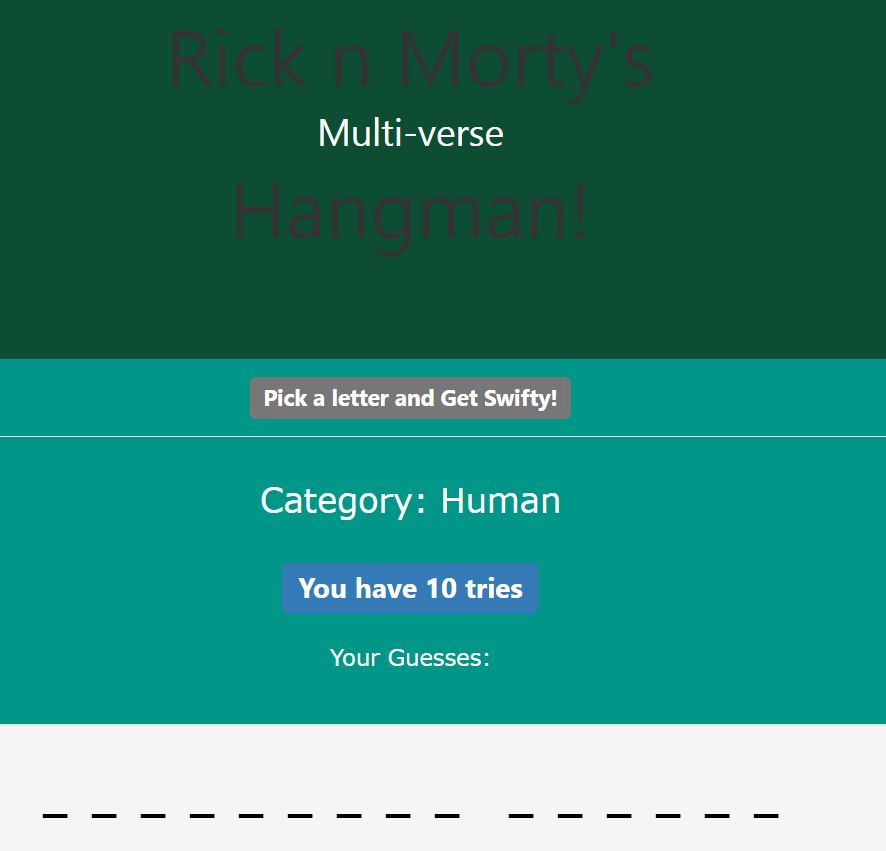 Rick n Morty's
Multi-verse
Hangman!
Pick a letter and Get Swifty!
Category: Human
You have 10 tries
Your Guesses:
_ _ _ _ _ _ _ _ _  _ _ _ _ _ _